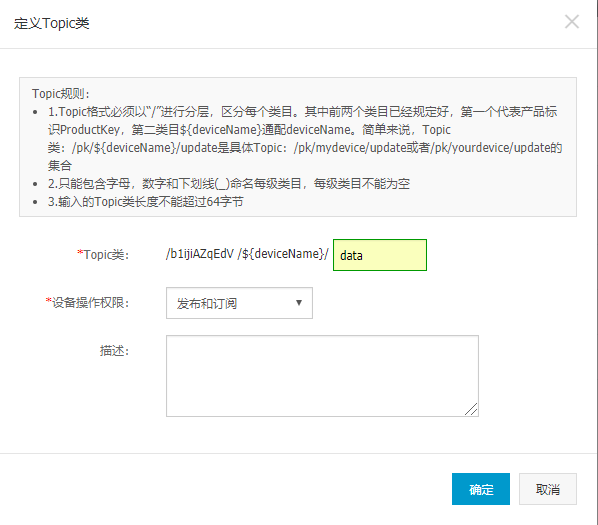 定义Topic类
Topic规则：
1.Topic格式必须以“/”进行分层，区分每个类目。其中前两个类目已经规定好，第一个代表产品标
识ProductKey，第二类目${deviceName}通配deviceName。简单来说，Topic
类：/pk/${deviceName}/update是具体Topic：/pk/mydevice/update或者/pk/yourdevice/update的
集合
2.只能包含字母，数字和下划线(_)命名每级类目，每级类目不能为空
3.输入的Topic类长度不能超过64字节
*Topic类： /b1ijiAZqEdV /${deviceName}/ data
*设备操作权限： 发布和订阅
描述：
确定 取消